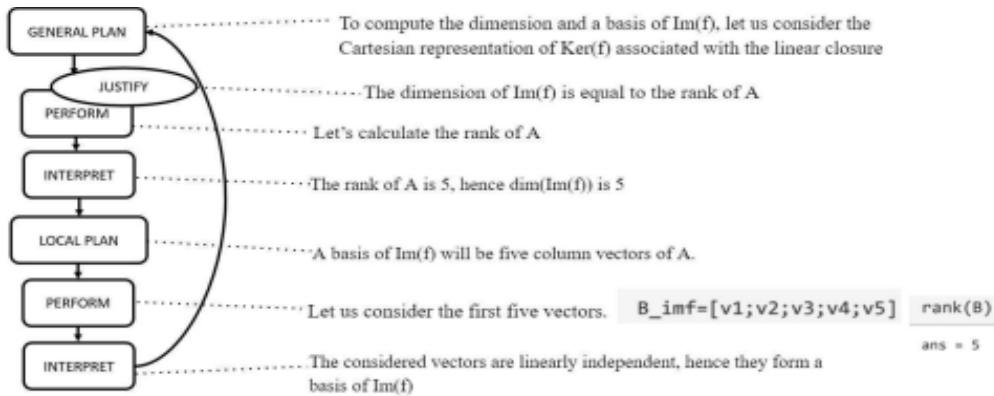 GENERAL PLAN
To compute the dimension and a basis of Im(f), let us consider the
Cartesian representation of Ker(f) associated with the linear closure
JUSTIFY
The dimension of Im(f) is equal to the rank of A
PERFORM
Let's calculate the rank of A
INTERPRET
The rank of A is 5, hence dim(Im(f)) is 5
LOCAL PLAN
A basis of Im(f) will be five column vectors of A.
PERFORM
Let us consider the first five vectors. B_imf=[v1;v2;v3;v4;v5] rank(B)
ans = 5
INTERPRET
The considered vectors are linearly independent, hence they form a
basis of Im(f)